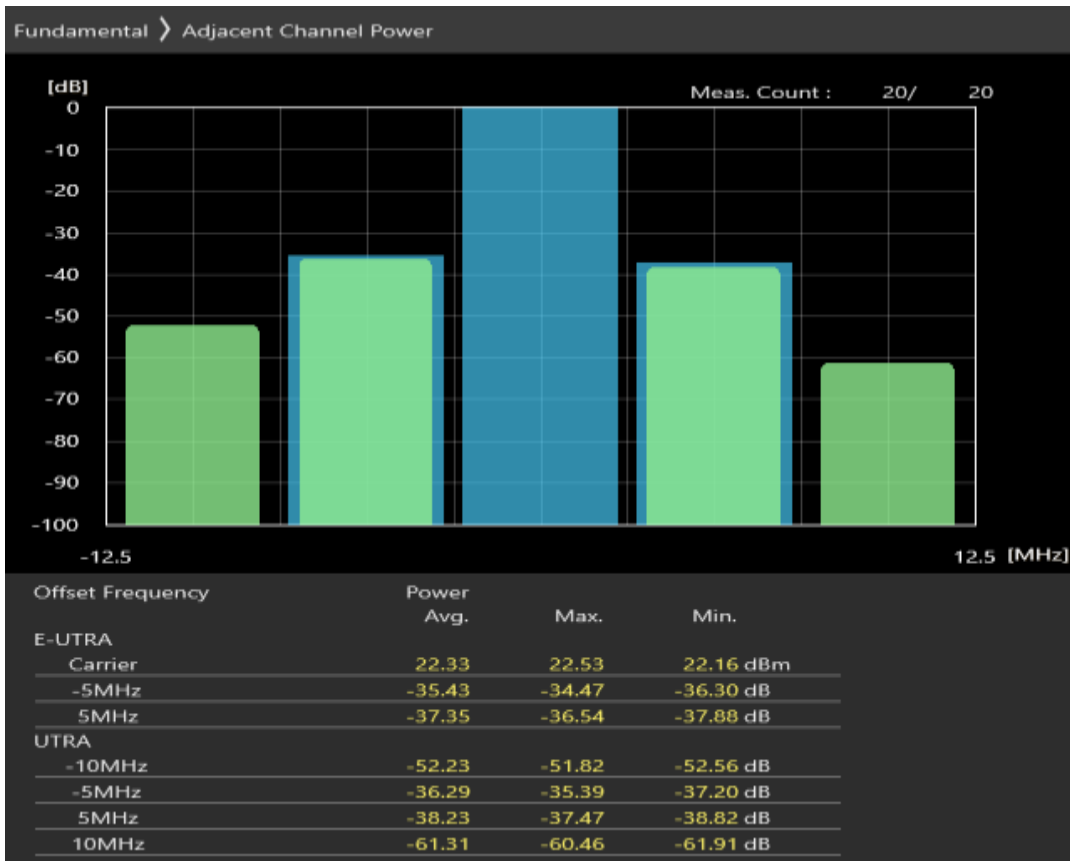 Fundamental 〉 Adjacent Channel Power
[dB]
Meas. Count : 20/ 20
0
-10
-20
-30
-40
-50
-60
-70
-80
-90
-100
-12.5 12.5 [MHz]
Offset Frequency Power
Avg. Max. Min.
E-UTRA
Carrier 22.33 22.53 22.16 dBm
-5MHz -35.43 -34.47 -36.30 dB
5MHz -37.35 -36.54 -37.88 dB
UTRA
-10MHz -52.23 -51.82 -52.56 dB
-5MHz -36.29 -35.39 -37.20 dB
5MHz -38.23 -37.47 -38.82 dB
10MHz -61.31 -60.46 -61.91 dB